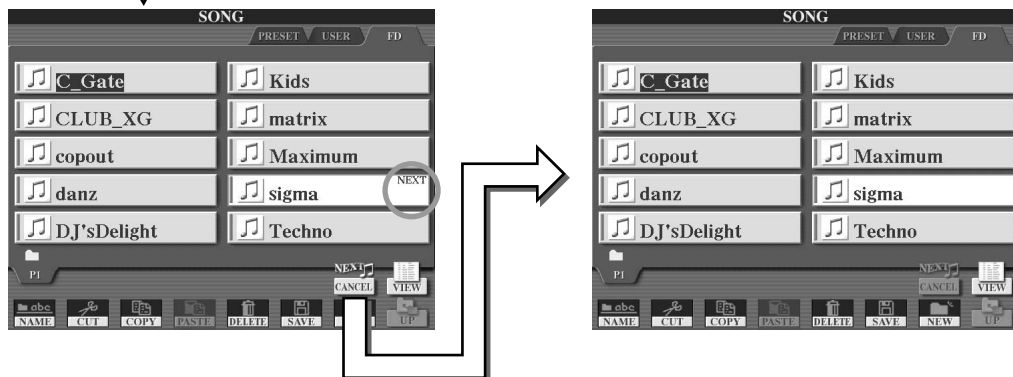 SONG
PRESET USER FD
C_Gate Kids
CLUB_XG matrix
copout Maximum
NEXT
danz sigma
DJ'sDelight Techno
P1
NEXT
CANCEL VIEW
abc
NAME CUT COPY PASTE DELETE SAVE UP
SONG
PRESET USER FD
C_Gate Kids
CLUB_XG matrix
copout Maximum
danz sigma
DJ'sDelight Techno
P1
NEXT
CANCEL VIEW
abc
NAME CUT COPY PASTE DELETE SAVE NEW UP